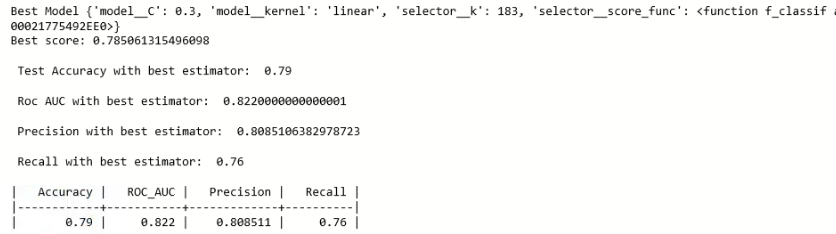 Best Model {'model__C': 0.3, 'model__kernel': 'linear', 'selector__k': 183, 'selector__score_func': <function f_classif
00021775492EE0>}
Best score: 0.785061315496098
Test Accuracy with best estimator:  0.79
Roc AUC with best estimator:  0.8220000000000001
Precision with best estimator:  0.8085106382978723
Recall with best estimator:  0.76
|   Accuracy |   ROC_AUC |   Precision |   Recall |
|------------+-----------+-------------+----------|
|       0.79 |     0.822 |    0.808511 |     0.76 |